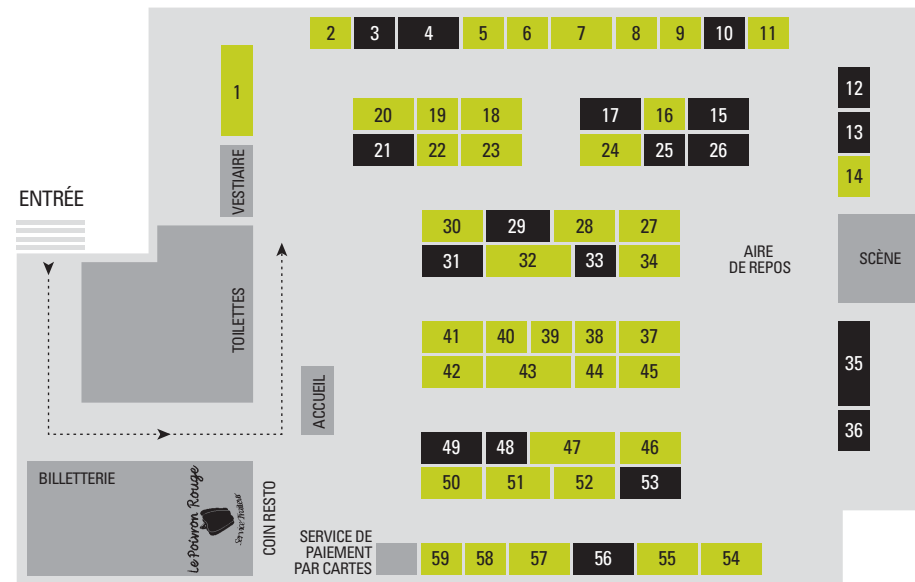 2 3 4 5 6 7 8 9 10 11
1
12
20 19 18 17 16 15
13
21 22 23 24 25 26
VESTIAIRE
14
ENTRÉE
30 29 28 27
31 32 33 34
AIRE
DE REPOS
SCÈNE
TOILETTES
41 40 39 38 37
35
42 43 44 45
ACCUEIL
36
49 48 47 46
BILLETTERIE
50 51 52 53
Le Poivron Rouge
Service Traiteur
COIN RESTO
SERVICE DE
PAIEMENT
PAR CARTES
59 58 57 56 55 54